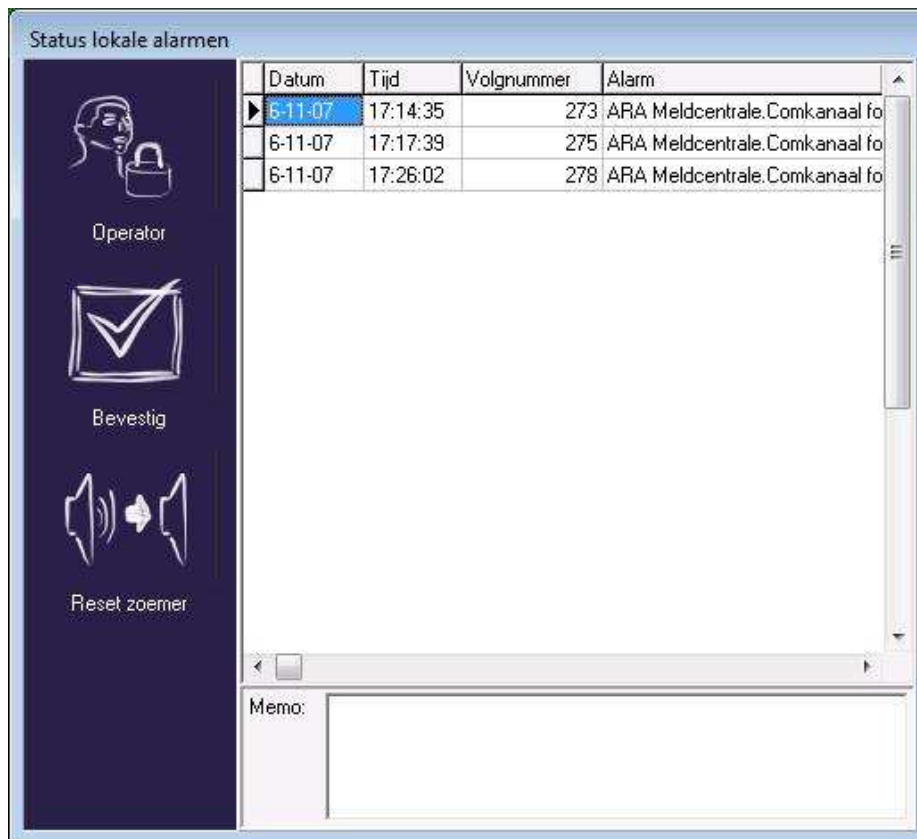 Status lokale alarmen
Operator
Bevestig
Reset zoemer
Datum Tijd Volgnummer Alarm
6-11-07 17:14:35 273 ARA Meldcentrale.Comkanaal fo
6-11-07 17:17:39 275 ARA Meldcentrale.Comkanaal fo
6-11-07 17:26:02 278 ARA Meldcentrale.Comkanaal fo
Memo: